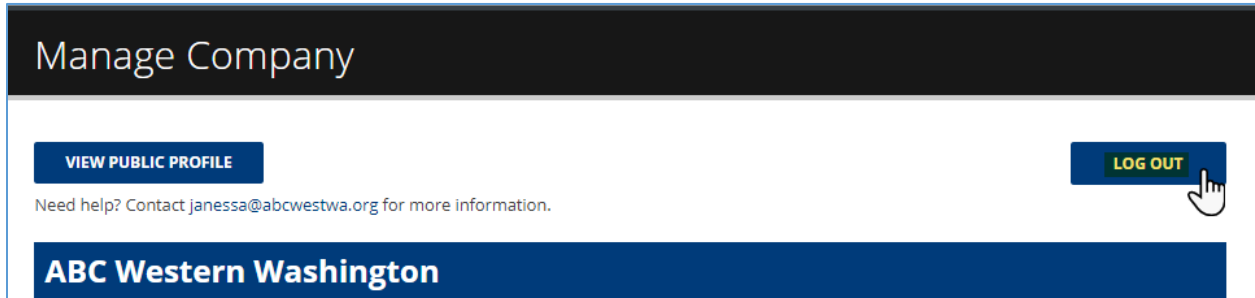 Manage Company
VIEW PUBLIC PROFILE
LOG OUT
Need help? Contact janessa@abcwestwa.org for more information.
ABC Western Washington